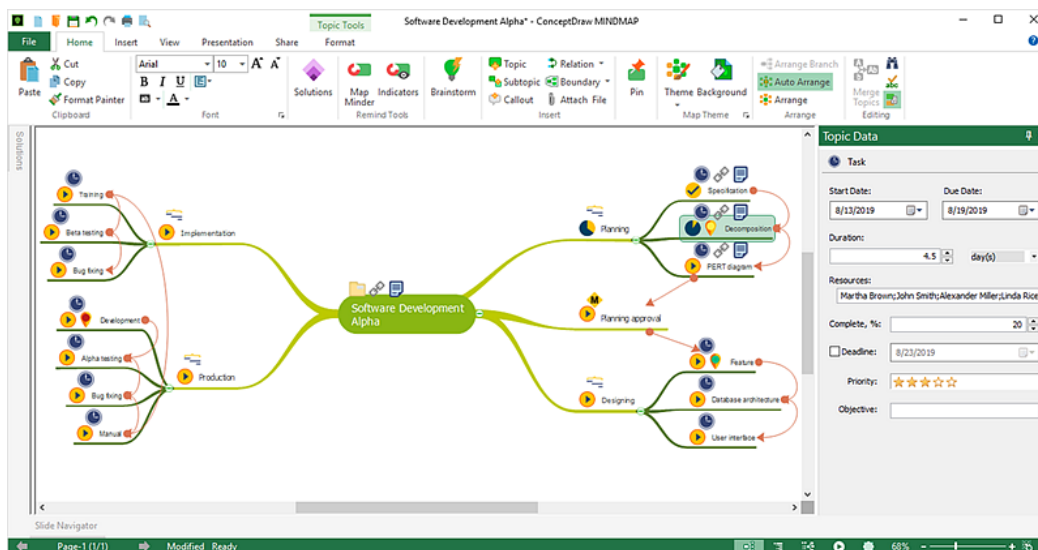 Topic Tools
Software Development Alpha* - ConceptDraw MINDMAP
File Home Insert View Presentation Share Format
Paste
Cut
Copy
Format Painter
Clipboard
Arial 10 A A
B I U
A
Font
Solutions
Map Minder
Indicators
Remind Tools
Brainstorm
Topic
Subtopic
Callout
Relation
Boundary
Attach File
Insert
Pin
Theme
Background
Map Theme
Arrange Branch
Auto Arrange
Arrange
Arrange
Merge Topics
abc
Editing
Solutions
Training
Beta testing
Bug fixing
Implementation
Development
Alpha testing
Bug fixing
Manual
Production
Software Development
Alpha
Specification
Decomposition
PERT diagram
Planning
M
Planning approval
Feature
Database architecture
User interface
Designing
Topic Data
Task
Start Date: Due Date:
8/13/2019 8/19/2019
Duration:
4.5 day(s)
Resources:
Martha Brown;John Smith;Alexander Miller;Linda Rice
Complete, %: 20
Deadline: 8/23/2019
Priority:
Objective:
Slide Navigator
Page-1 (1/1) Modified Ready 68%